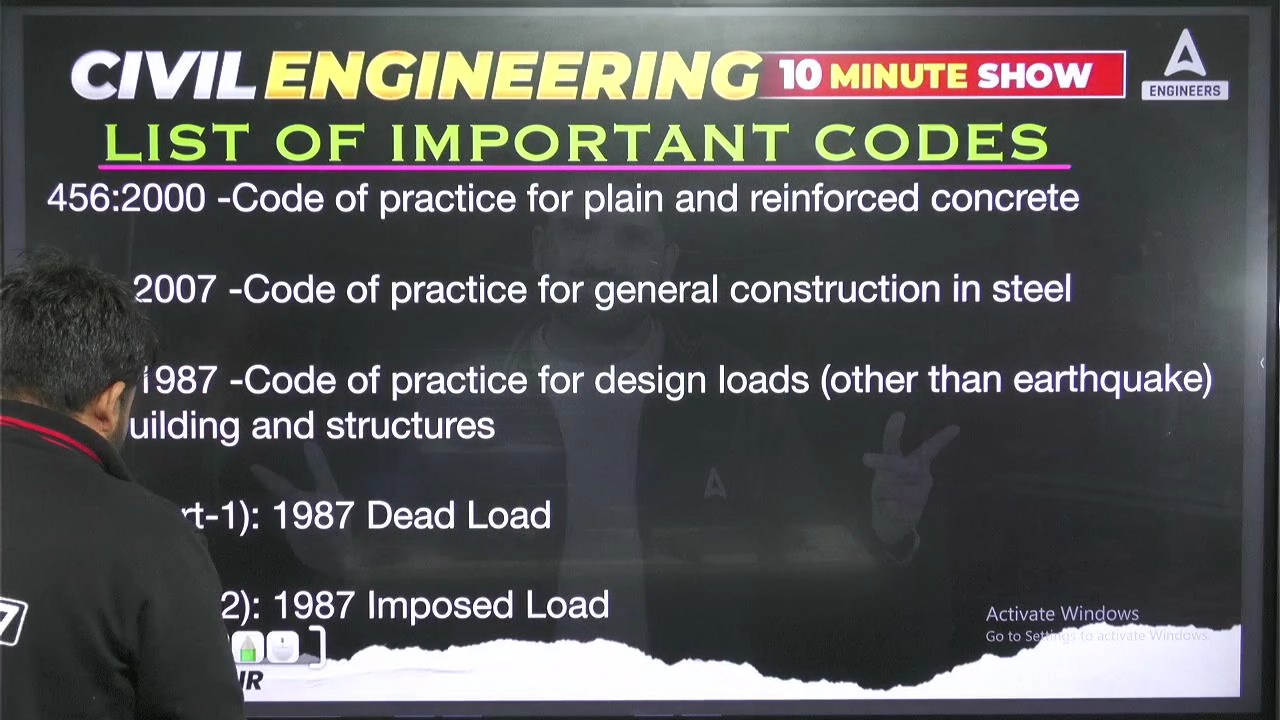 CIVIL ENGINEERING 10 MINUTE SHOW
ENGINEERS
LIST OF IMPORTANT CODES
456:2000 -Code of practice for plain and reinforced concrete
2007 -Code of practice for general construction in steel
1987 -Code of practice for design loads (other than earthquake)
uilding and structures
rt-1): 1987 Dead Load
2): 1987 Imposed Load
Activate Windows
Go to Settings to activate Windows.